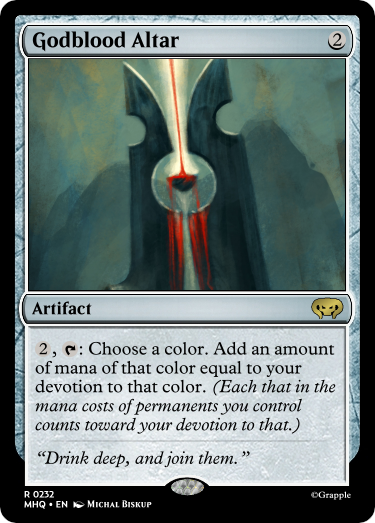 Godblood Altar 2
Artifact
2, : Choose a color. Add an amount
of mana of that color equal to your
devotion to that color. (Each that in the
mana costs of permanents you control
counts toward your devotion to that.)
“Drink deep, and join them.”
R 0232
MHQ • EN Michal Biskup
©Grapple